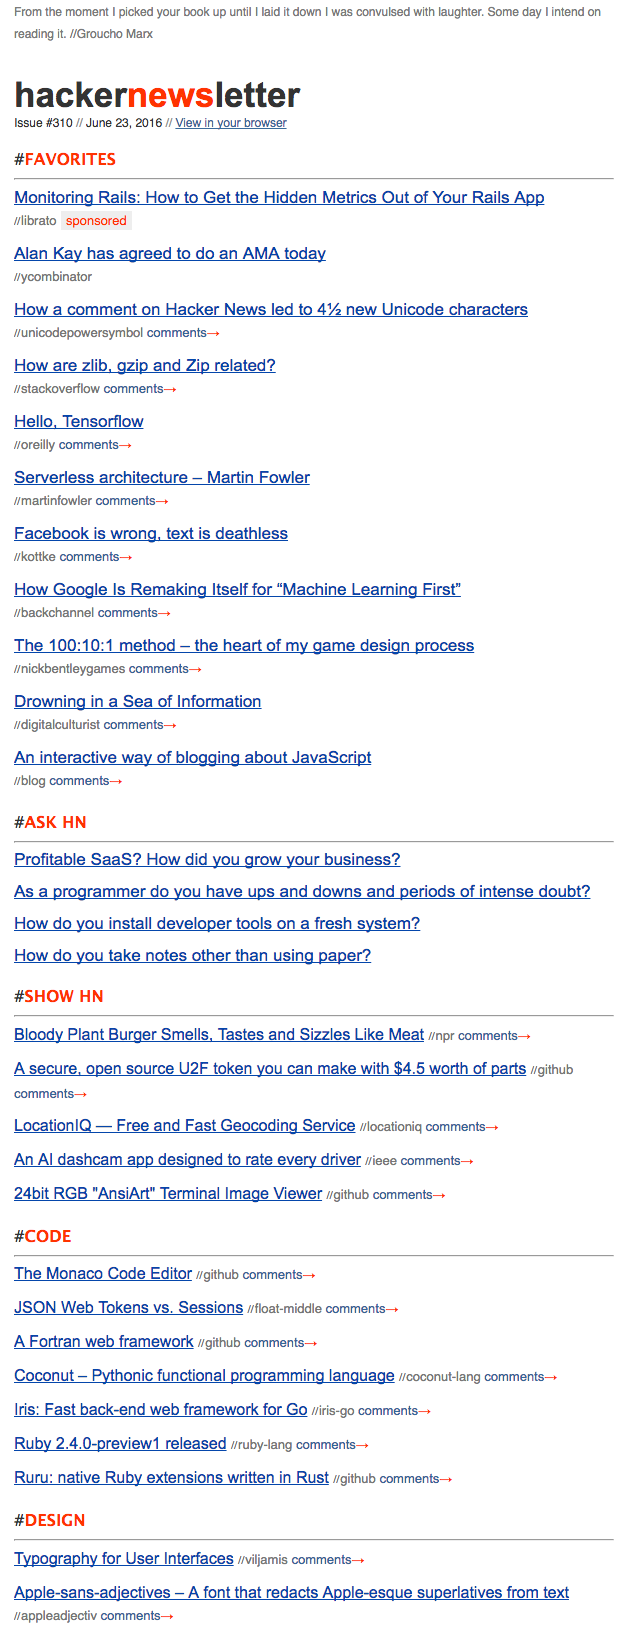 From the moment I picked your book up until I laid it down I was convulsed with laughter. Some day I intend on
reading it. //Groucho Marx
hackernewsletter
Issue #310 // June 23, 2016 // View in your browser
#FAVORITES
Monitoring Rails: How to Get the Hidden Metrics Out of Your Rails App
//librato sponsored
Alan Kay has agreed to do an AMA today
//ycombinator
How a comment on Hacker News led to 4½ new Unicode characters
//unicodepowersymbol comments→
How are zlib, gzip and Zip related?
//stackoverflow comments→
Hello, Tensorflow
//oreilly comments→
Serverless architecture – Martin Fowler
//martinfowler comments→
Facebook is wrong, text is deathless
//kottke comments→
How Google Is Remaking Itself for “Machine Learning First”
//backchannel comments→
The 100:10:1 method – the heart of my game design process
//nickbentleygames comments→
Drowning in a Sea of Information
//digitalculturist comments→
An interactive way of blogging about JavaScript
//blog comments→
#ASK HN
Profitable SaaS? How did you grow your business?
As a programmer do you have ups and downs and periods of intense doubt?
How do you install developer tools on a fresh system?
How do you take notes other than using paper?
#SHOW HN
Bloody Plant Burger Smells, Tastes and Sizzles Like Meat //npr comments→
A secure, open source U2F token you can make with $4.5 worth of parts //github
comments→
LocationIQ — Free and Fast Geocoding Service //locationiq comments→
An AI dashcam app designed to rate every driver //ieee comments→
24bit RGB "AnsiArt" Terminal Image Viewer //github comments→
#CODE
The Monaco Code Editor //github comments→
JSON Web Tokens vs. Sessions //float-middle comments→
A Fortran web framework //github comments→
Coconut – Pythonic functional programming language //coconut-lang comments→
Iris: Fast back-end web framework for Go //iris-go comments→
Ruby 2.4.0-preview1 released //ruby-lang comments→
Ruru: native Ruby extensions written in Rust //github comments→
#DESIGN
Typography for User Interfaces //viljamis comments→
Apple-sans-adjectives – A font that redacts Apple-esque superlatives from text
//appleadjectiv comments→